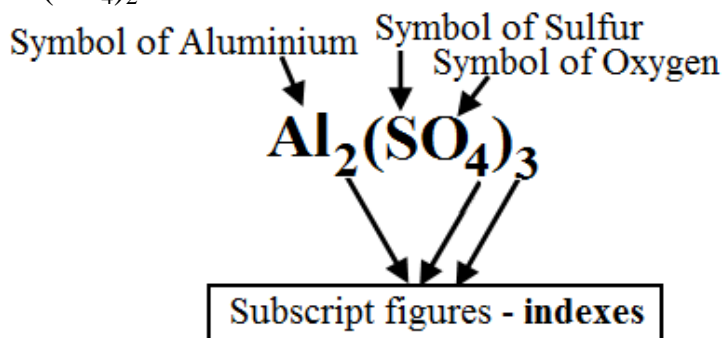 Symbol of Aluminium
Symbol of Sulfur
Symbol of Oxygen
Al₂(SO₄)₃
Subscript figures - indexes